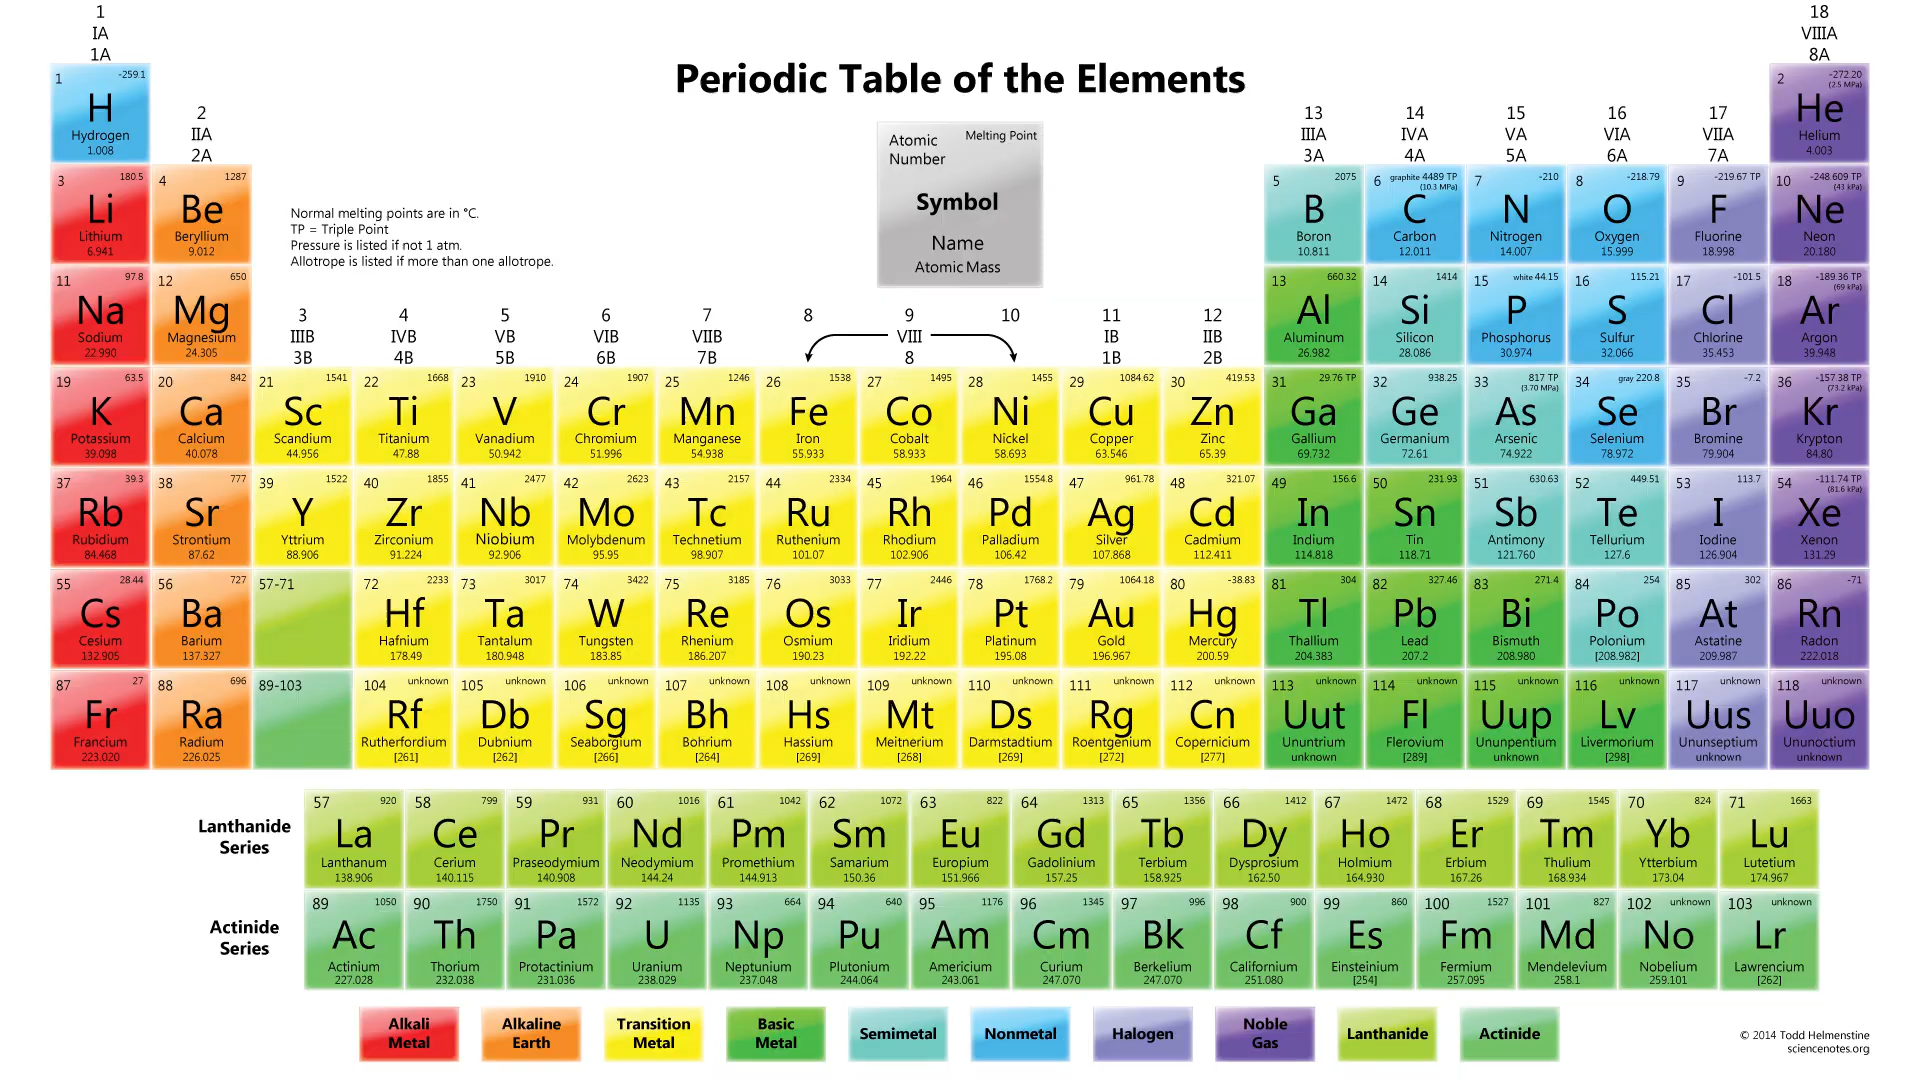 1
IA
1A
18
VIIIA
8A
Periodic Table of the Elements
1 -259.1
H
Hydrogen
1.008
2 -272.20
(2.5 MPa)
He
Helium
4.003
2
IIA
2A
13 14 15 16 17
IIIA IVA VA VIA VIIA
3A 4A 5A 6A 7A
Atomic Number Melting Point
Symbol
Name
Atomic Mass
3 180.5 4 1287 5 2075 6 graphite 4489 TP (10.3 MPa) 7 -210 8 -218.79 9 -219.67 TP 10 -248.609 TP (43 kPa)
Li Be B C N O F Ne
Lithium Beryllium Boron Carbon Nitrogen Oxygen Fluorine Neon
6.941 9.012 10.811 12.011 14.007 15.999 18.998 20.180
Normal melting points are in °C.
TP = Triple Point
Pressure is listed if not 1 atm.
Allotrope is listed if more than one allotrope.
11 97.8 12 650 13 660.32 14 1414 15 white 44.15 16 115.21 17 -101.5 18 -189.36 TP (69 kPa)
Na Mg Al Si P S Cl Ar
Sodium Magnesium Aluminum Silicon Phosphorus Sulfur Chlorine Argon
22.990 24.305 26.982 28.086 30.974 32.066 35.453 39.948
3 4 5 6 7 8 9 10 11 12
IIIB IVB VB VIB VIIB VIII IB IIB
3B 4B 5B 6B 7B 8 1B 2B
19 63.5 20 842 21 1541 22 1668 23 1910 24 1907 25 1246 26 1538 27 1495 28 1455 29 1084.62 30 419.53 31 29.76 TP 32 938.25 33 817 TP (3.70 MPa) 34 gray 220.8 35 -7.2 36 -157.38 TP (73.2 kPa)
K Ca Sc Ti V Cr Mn Fe Co Ni Cu Zn Ga Ge As Se Br Kr
Potassium Calcium Scandium Titanium Vanadium Chromium Manganese Iron Cobalt Nickel Copper Zinc Gallium Germanium Arsenic Selenium Bromine Krypton
39.098 40.078 44.956 47.88 50.942 51.996 54.938 55.933 58.933 58.693 63.546 65.39 69.732 72.61 74.922 78.972 79.904 84.80
37 39.3 38 777 39 1522 40 1855 41 2477 42 2623 43 2157 44 2334 45 1964 46 1554.8 47 961.78 48 321.07 49 156.6 50 231.93 51 630.63 52 449.51 53 113.7 54 -111.74 TP (81.6 kPa)
Rb Sr Y Zr Nb Mo Tc Ru Rh Pd Ag Cd In Sn Sb Te I Xe
Rubidium Strontium Yttrium Zirconium Niobium Molybdenum Technetium Ruthenium Rhodium Palladium Silver Cadmium Indium Tin Antimony Tellurium Iodine Xenon
84.468 87.62 88.906 91.224 92.906 95.95 98.907 101.07 102.906 106.42 107.868 112.411 114.818 118.71 121.760 127.6 126.904 131.29
55 28.44 56 727 57-71 72 2233 73 3017 74 3422 75 3185 76 3033 77 2446 78 1768.2 79 1064.18 80 -38.83 81 304 82 327.46 83 271.4 84 254 85 302 86 -71
Cs Ba Hf Ta W Re Os Ir Pt Au Hg Tl Pb Bi Po At Rn
Cesium Barium Hafnium Tantalum Tungsten Rhenium Osmium Iridium Platinum Gold Mercury Thallium Lead Bismuth Polonium Astatine Radon
132.905 137.327 178.49 180.948 183.85 186.207 190.23 192.22 195.08 196.967 200.59 204.383 207.2 208.980 [208.982] 209.987 222.018
87 27 88 696 89-103 104 unknown 105 unknown 106 unknown 107 unknown 108 unknown 109 unknown 110 unknown 111 unknown 112 unknown 113 unknown 114 unknown 115 unknown 116 unknown 117 unknown 118 unknown
Fr Ra Rf Db Sg Bh Hs Mt Ds Rg Cn Uut Fl Uup Lv Uus Uuo
Francium Radium Rutherfordium Dubnium Seaborgium Bohrium Hassium Meitnerium Darmstadtium Roentgenium Copernicium Ununtrium Flerovium Ununpentium Livermorium Ununseptium Ununoctium
223.020 226.025 [261] [262] [266] [264] [269] [268] [269] [272] [277] unknown [289] unknown [298] unknown unknown
Lanthanide
Series
57 920 58 799 59 931 60 1016 61 1042 62 1072 63 822 64 1313 65 1356 66 1412 67 1472 68 1529 69 1545 70 824 71 1663
La Ce Pr Nd Pm Sm Eu Gd Tb Dy Ho Er Tm Yb Lu
Lanthanum Cerium Praseodymium Neodymium Promethium Samarium Europium Gadolinium Terbium Dysprosium Holmium Erbium Thulium Ytterbium Lutetium
138.906 140.115 140.908 144.24 144.913 150.36 151.966 157.25 158.925 162.50 164.930 167.26 168.934 173.04 174.967
Actinide
Series
89 1050 90 1750 91 1572 92 1135 93 664 94 640 95 1176 96 1345 97 996 98 900 99 860 100 1527 101 827 102 unknown 103 unknown
Ac Th Pa U Np Pu Am Cm Bk Cf Es Fm Md No Lr
Actinium Thorium Protactinium Uranium Neptunium Plutonium Americium Curium Berkelium Californium Einsteinium Fermium Mendelevium Nobelium Lawrencium
227.028 232.038 231.036 238.029 237.048 244.064 243.061 247.070 247.070 251.080 [254] 257.095 258.1 259.101 [262]
Alkali Metal
Alkaline Earth
Transition Metal
Basic Metal
Semimetal
Nonmetal
Halogen
Noble Gas
Lanthanide
Actinide
© 2014 Todd Helmenstine
sciencenotes.org